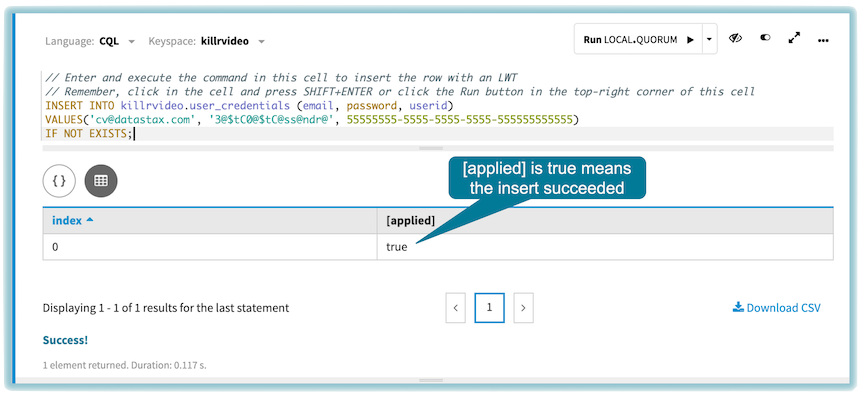 Language: CQL Keyspace: killrvideo Run LOCAL.QUORUM
// Enter and execute the command in this cell to insert the row with an LWT
// Remember, click in the cell and press SHIFT+ENTER or click the Run button in the top-right corner of this cell
INSERT INTO killrvideo.user_credentials (email, password, userid)
VALUES('cv@datastax.com', '3@$tC0@$tC@ss@ndr@', 55555555-5555-5555-5555-555555555555)
IF NOT EXISTS;
{ }
[applied] is true means
the insert succeeded
index [applied]
0 true
Displaying 1 - 1 of 1 results for the last statement < 1 > Download CSV
Success!
1 element returned. Duration: 0.117 s.